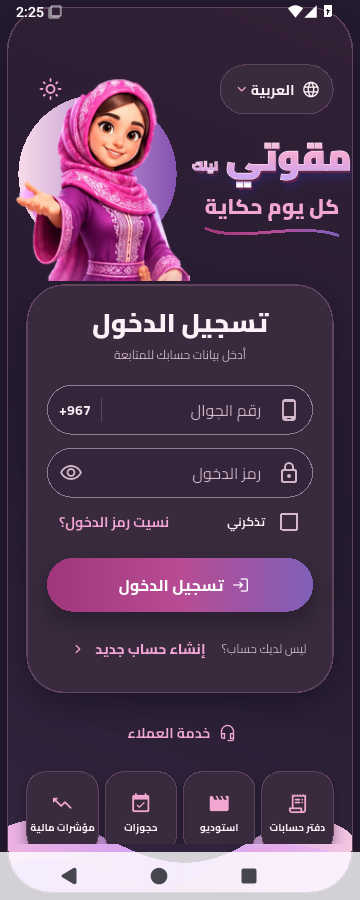 2:25
العربية
مقوتي ليك
كل يوم حكاية
تسجيل الدخول
أدخل بيانات حسابك للمتابعة
رقم الجوال
+967
رمز الدخول
تذكرني
نسيت رمز الدخول؟
تسجيل الدخول
ليس لديك حساب؟ إنشاء حساب جديد
خدمة العملاء
دفتر حسابات
استوديو
حجوزات
مؤشرات مالية